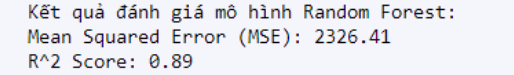 Kết quả đánh giá mô hình Random Forest:
Mean Squared Error (MSE): 2326.41
R^2 Score: 0.89